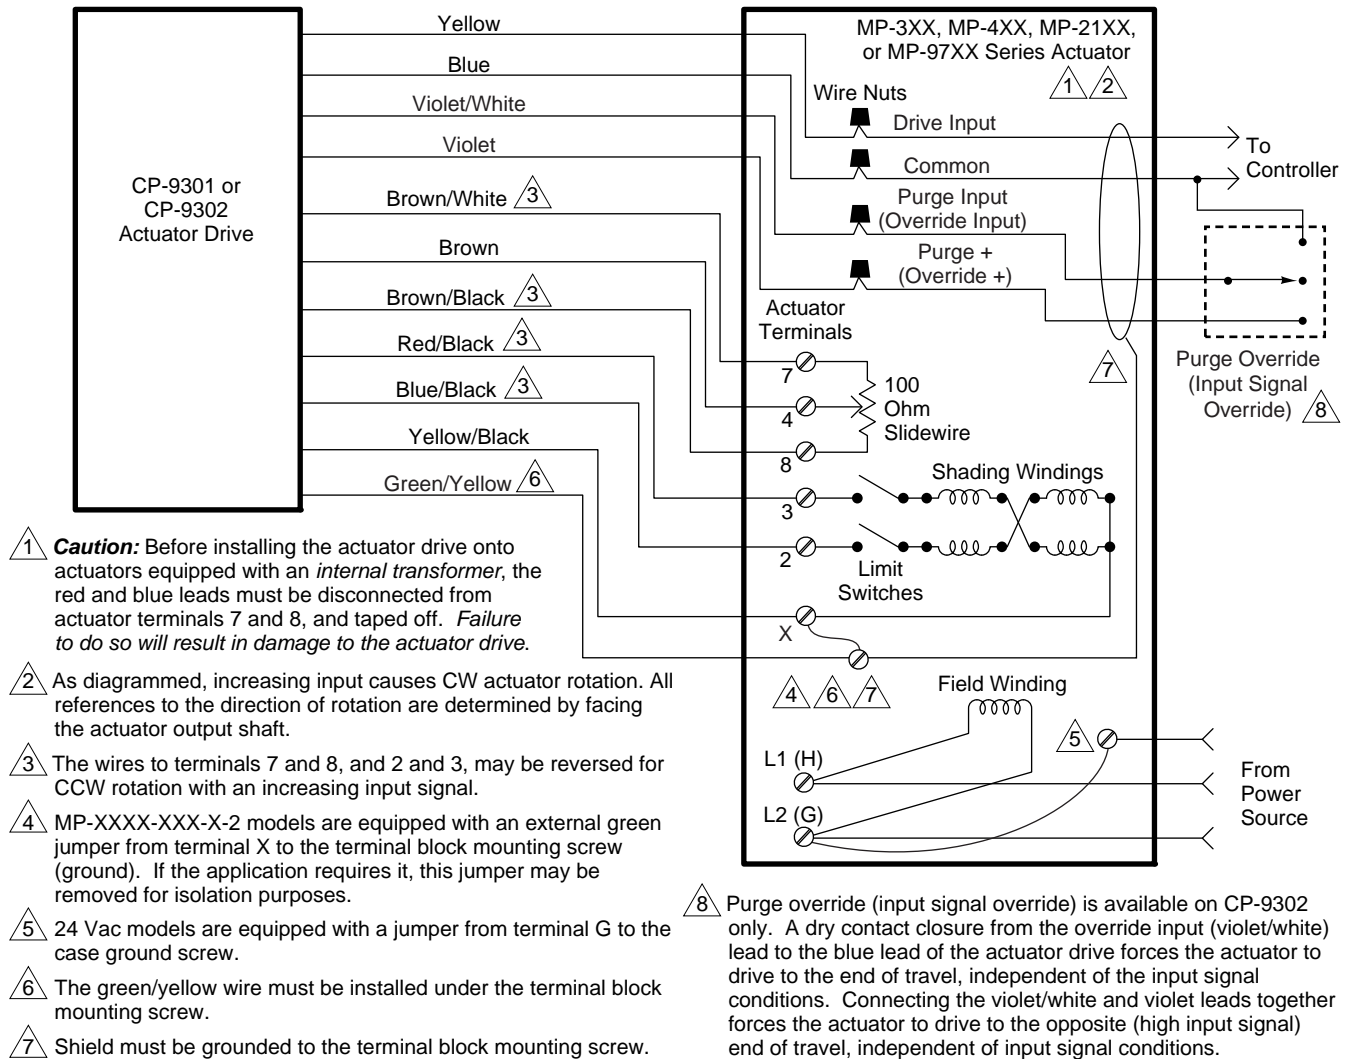 Yellow
Blue
Violet/White
Violet
Brown/White 3
Brown
Brown/Black 3
Red/Black 3
Blue/Black 3
Yellow/Black
Green/Yellow 6
CP-9301 or
CP-9302
Actuator Drive
MP-3XX, MP-4XX, MP-21XX,
or MP-97XX Series Actuator
1 2
Wire Nuts
Drive Input
Common
Purge Input
(Override Input)
Purge +
(Override +)
To
Controller
Actuator
Terminals
7
4
8
3
2
X
100
Ohm
Slidewire
7
Purge Override
(Input Signal
Override) 8
Shading Windings
Limit
Switches
4 6 7
Field Winding
5
L1 (H)
L2 (G)
From
Power
Source
1 Caution: Before installing the actuator drive onto
actuators equipped with an internal transformer, the
red and blue leads must be disconnected from
actuator terminals 7 and 8, and taped off. Failure
to do so will result in damage to the actuator drive.
2 As diagrammed, increasing input causes CW actuator rotation. All
references to the direction of rotation are determined by facing
the actuator output shaft.
3 The wires to terminals 7 and 8, and 2 and 3, may be reversed for
CCW rotation with an increasing input signal.
4 MP-XXXX-XXX-X-2 models are equipped with an external green
jumper from terminal X to the terminal block mounting screw
(ground). If the application requires it, this jumper may be
removed for isolation purposes.
5 24 Vac models are equipped with a jumper from terminal G to the
case ground screw.
6 The green/yellow wire must be installed under the terminal block
mounting screw.
7 Shield must be grounded to the terminal block mounting screw.
8 Purge override (input signal override) is available on CP-9302
only. A dry contact closure from the override input (violet/white)
lead to the blue lead of the actuator drive forces the actuator to
drive to the end of travel, independent of the input signal
conditions. Connecting the violet/white and violet leads together
forces the actuator to drive to the opposite (high input signal)
end of travel, independent of input signal conditions.